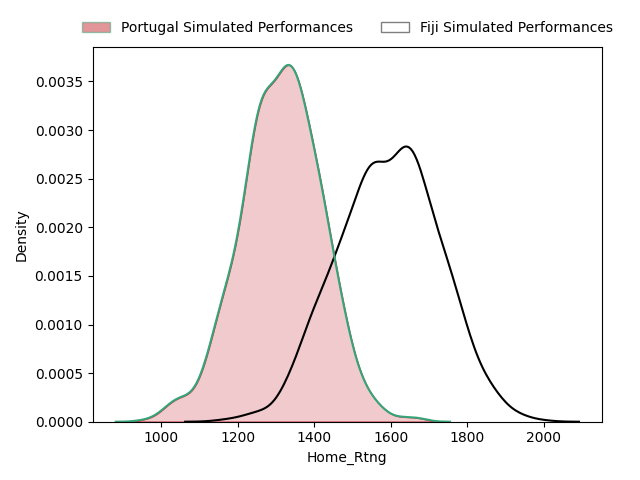 Portugal Simulated Performances
Fiji Simulated Performances
0.0035
0.0030
0.0025
0.0020
0.0015
0.0010
0.0005
0.0000
Density
1000 1200 1400 1600 1800 2000
Home_Rtng